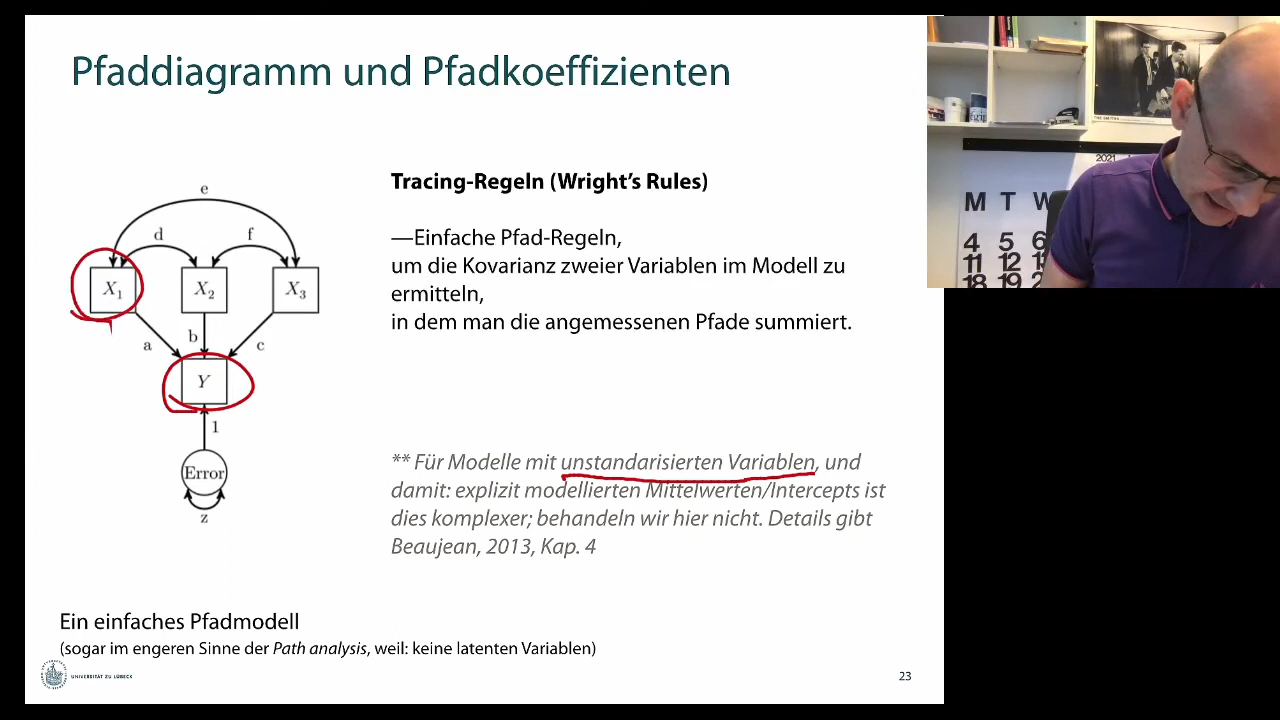 Pfaddiagramm und Pfadkoeffizienten
e
d
f
X1
X2
X3
a
b
c
Y
1
Error
z
Tracing-Regeln (Wright's Rules)
—Einfache Pfad-Regeln,
um die Kovarianz zweier Variablen im Modell zu
ermitteln,
in dem man die angemessenen Pfade summiert.
** Für Modelle mit unstandarisierten Variablen, und
damit: explizit modellierten Mittelwerten/Intercepts ist
dies komplexer; behandeln wir hier nicht. Details gibt
Beaujean, 2013, Kap. 4
Ein einfaches Pfadmodell
(sogar im engeren Sinne der Path analysis, weil: keine latenten Variablen)
UNIVERSITÄT ZU LÜBECK
23
THE SMITHS
2021
M T W
4 5 6
11 12
18 19